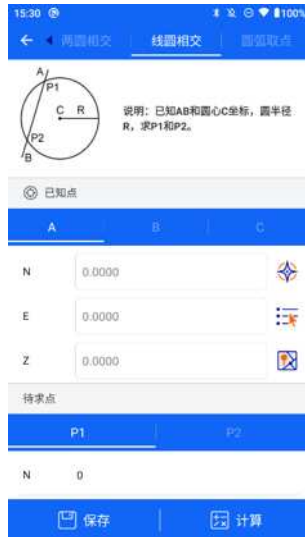 15:30 100%
两圆相交 线圆相交 圆弧取点
A
P1
C R
P2
B
说明：已知AB和圆心C坐标，圆半径
R，求P1和P2。
已知点
A B C
N 0.0000
E 0.0000
Z 0.0000
待求点
P1 P2
N 0
保存 计算